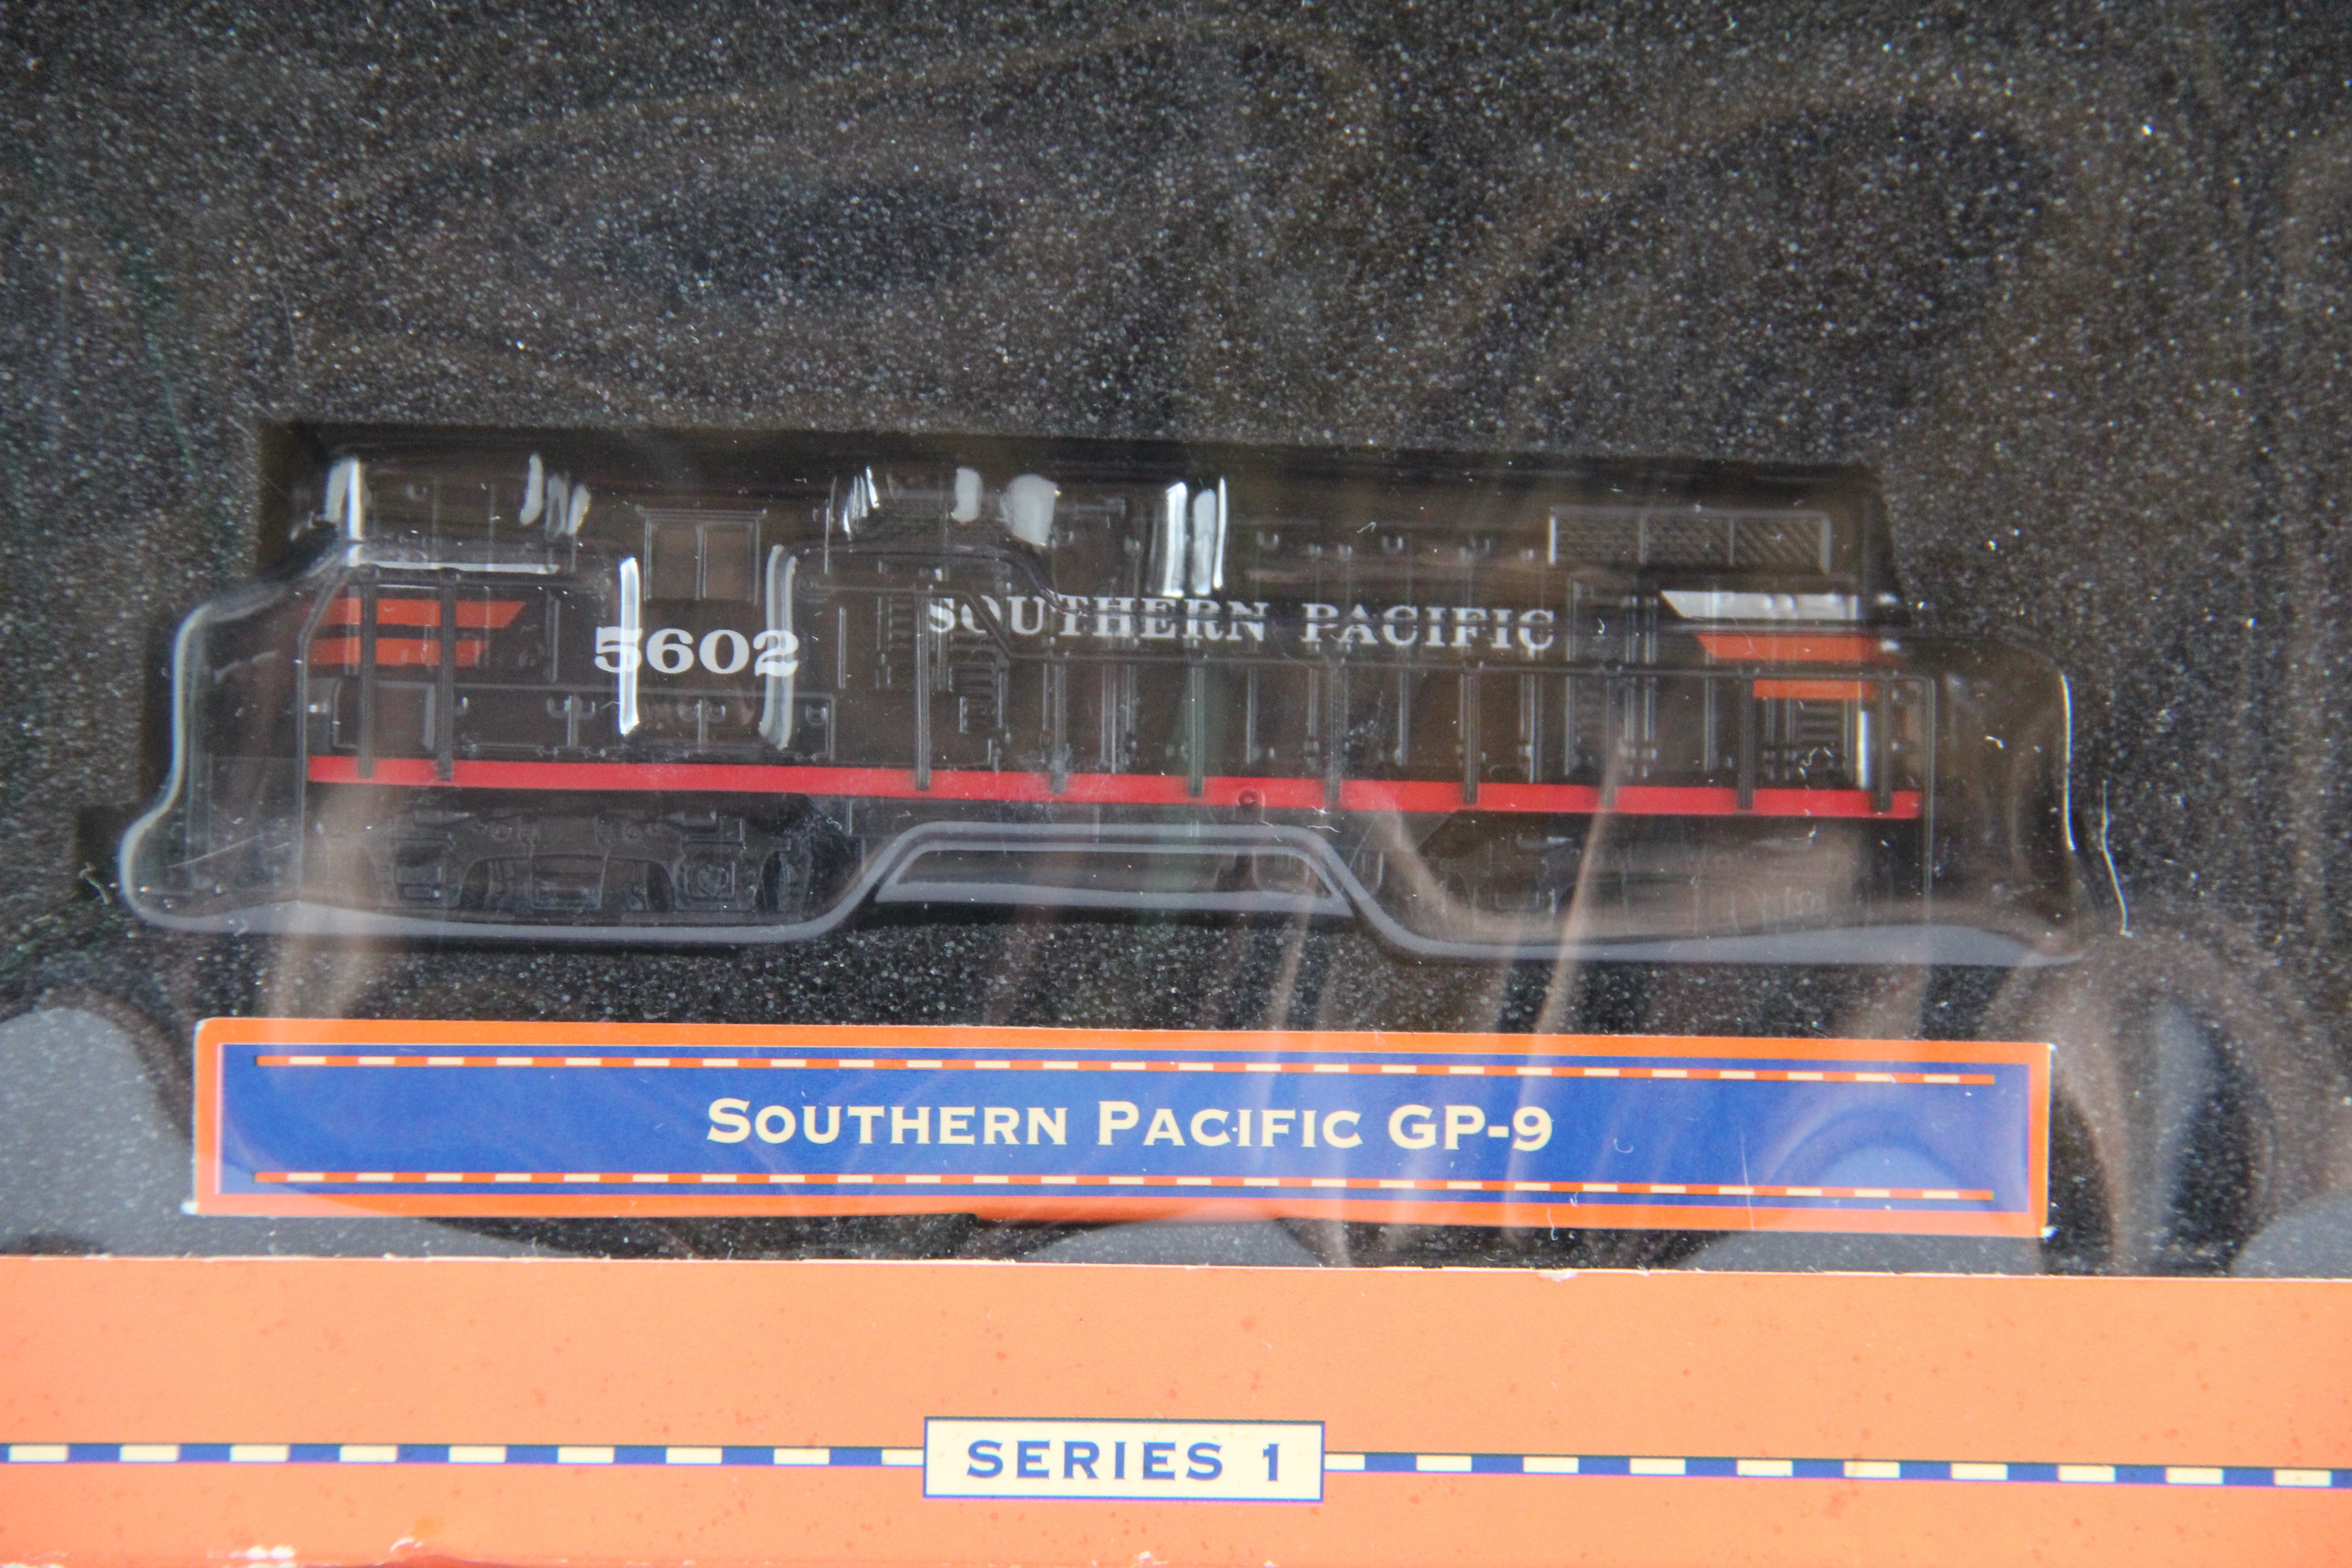 5602
SOUTHERN PACIFIC
SOUTHERN PACIFIC GP-9
SERIES 1